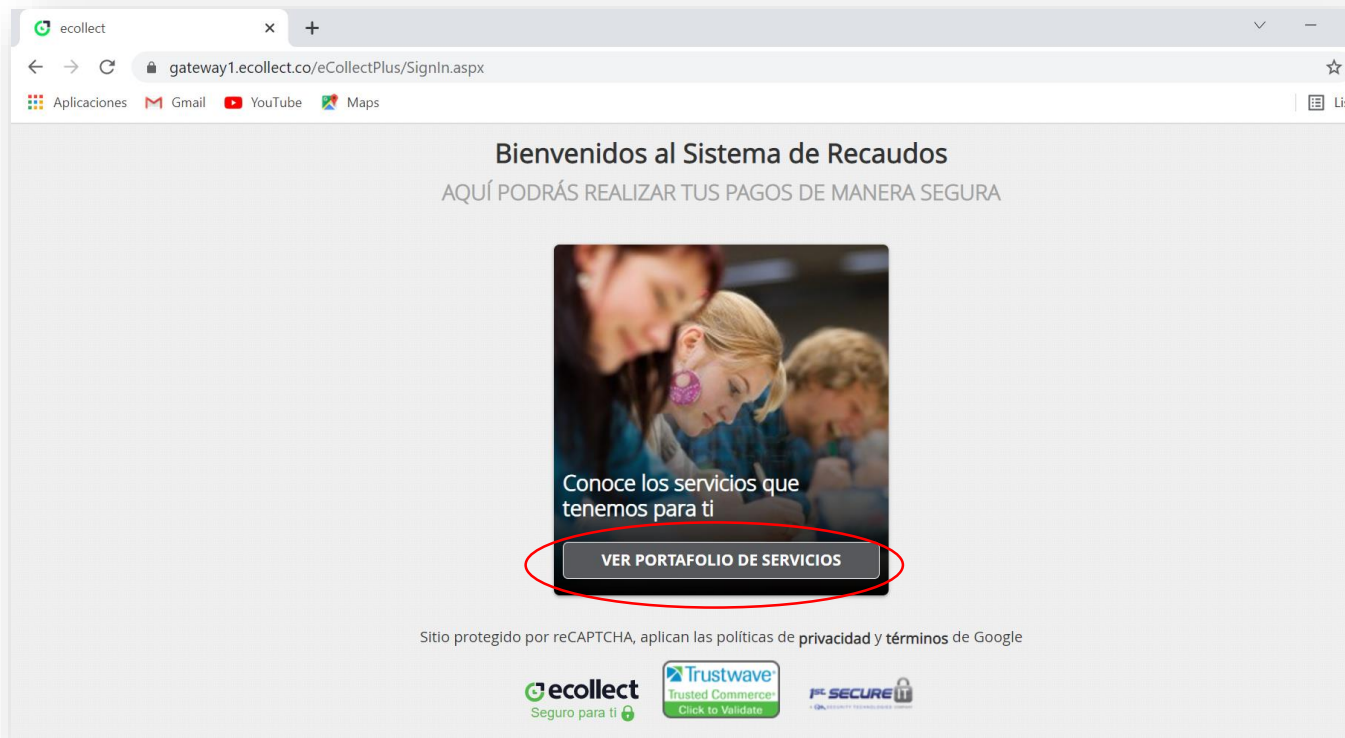 ecollect
gateway1.ecollect.co/eCollectPlus/SignIn.aspx
Aplicaciones Gmail YouTube Maps
Bienvenidos al Sistema de Recaudos
AQUÍ PODRÁS REALIZAR TUS PAGOS DE MANERA SEGURA
Conoce los servicios que
tenemos para ti
VER PORTAFOLIO DE SERVICIOS
Sitio protegido por reCAPTCHA, aplican las políticas de privacidad y términos de Google
ecollect
Seguro para ti
Trustwave
Trusted Commerce
Click to Validate
1st SECURE IT